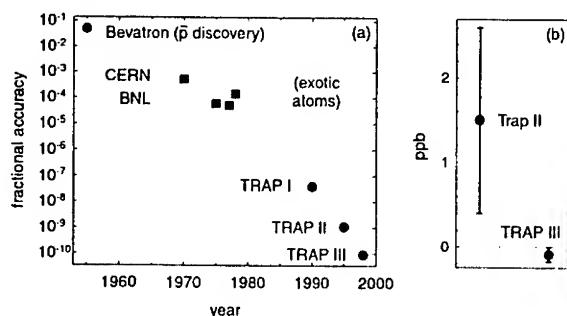 10-1
10-2
10-3
10-4
10-5
10-6
10-7
10-8
10-9
10-10
fractional accuracy
Bevatron (p̄ discovery)
(a)
CERN
BNL
(exotic atoms)
TRAP I
TRAP II
TRAP III
1960
1970
1980
1990
2000
year
(b)
2
1
0
ppb
Trap II
TRAP III